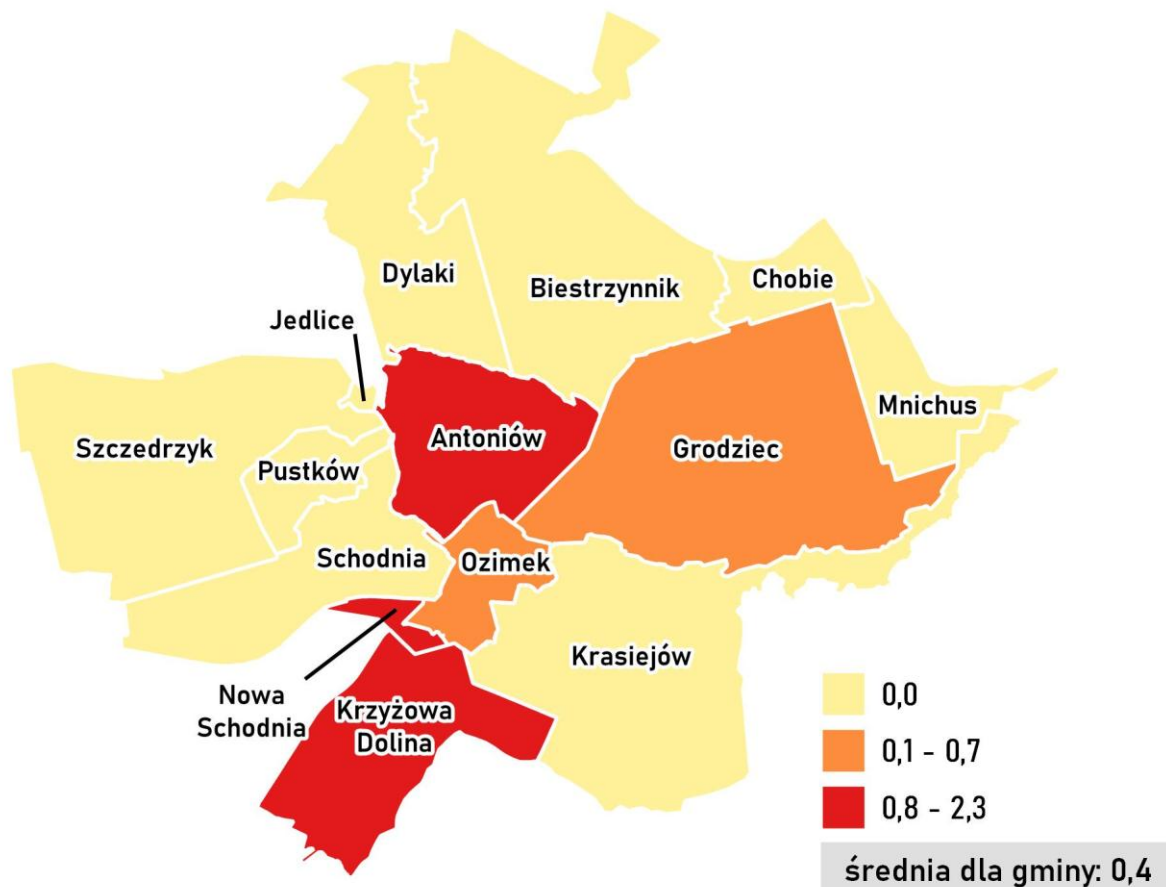 Dylaki
Biestrzynnik
Chobie
Jedlice
Mnichus
Szczedrzyk
Antoniów
Grodziec
Pustków
Schodnia
Ozimek
Krasiejów
Nowa
Schodnia
Krzyżowa
Dolina
0,0
0,1 - 0,7
0,8 - 2,3
średnia dla gminy: 0,4